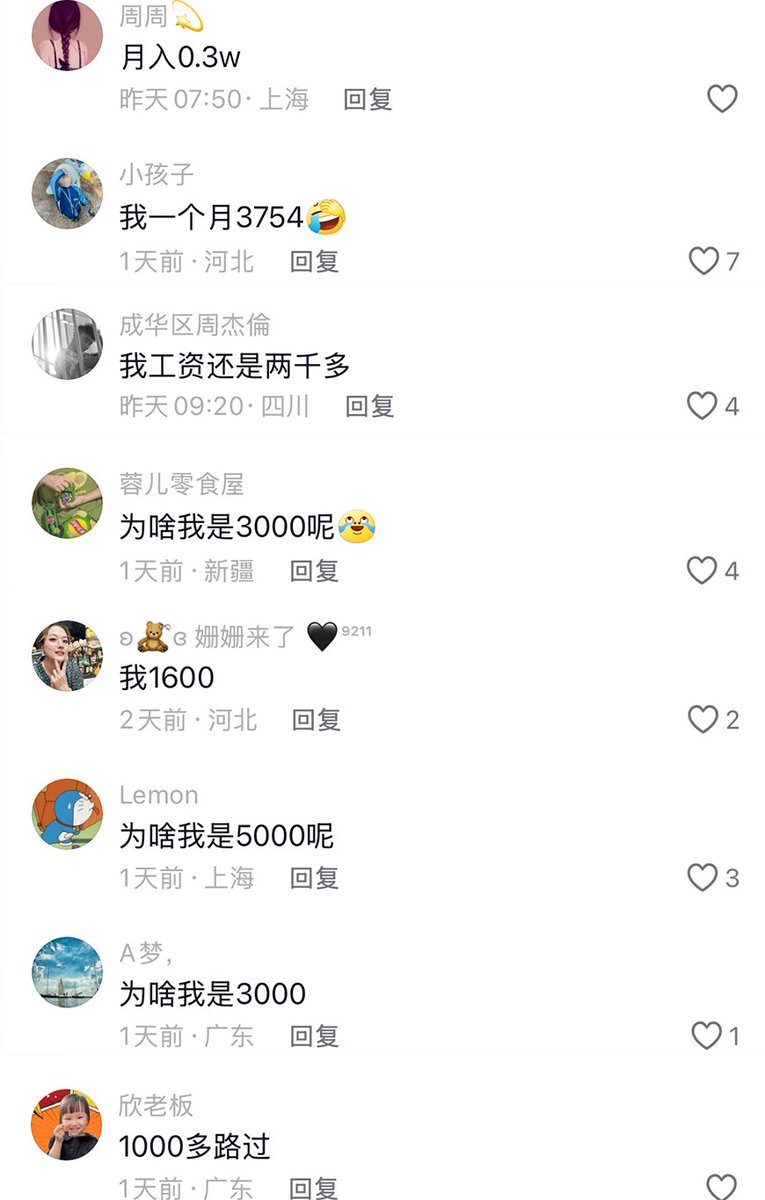 周周💫
月入0.3w
昨天 07:50 · 上海 回复
小孩子
我一个月3754🤣
1天前 · 河北 回复 7
成华区周杰倫
我工资还是两千多
昨天 09:20 · 四川 回复 4
蓉儿零食屋
为啥我是3000呢😂
1天前 · 新疆 回复 4
ʚ🧸ྀིɞ 姗姗来了 🖤⁹²¹¹
我1600
2天前 · 河北 回复 2
Lemon
为啥我是5000呢
1天前 · 上海 回复 3
A梦,
为啥我是3000
1天前 · 广东 回复 1
欣老板
1000多路过
1天前 · 广东 回复